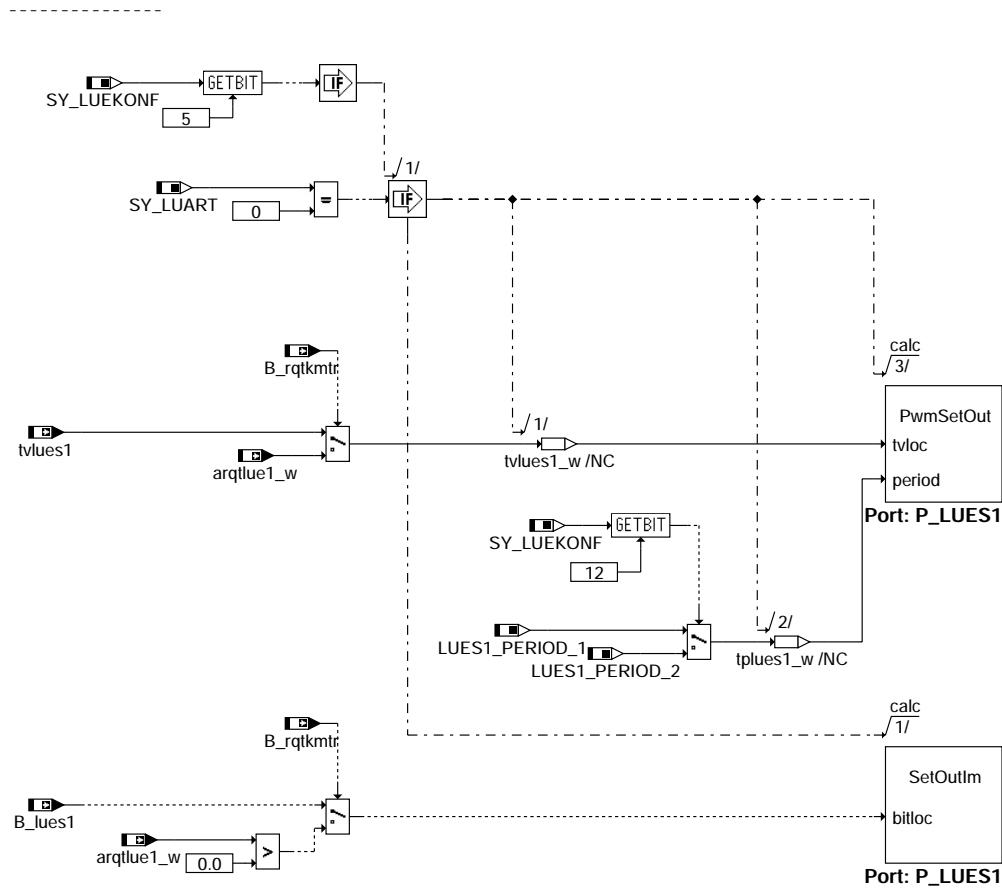 GETBIT
IF
SY_LUEKONF
5
/ 1/
SY_LUART
0
=
IF
B_rqtkmtr
calc
3/
PwmSetOut
tvlues1
arqtlue1_w
/ 1/
tvlues1_w /NC
tvloc
period
Port: P_LUES1
SY_LUEKONF
GETBIT
12
/ 2/
LUES1_PERIOD_1
LUES1_PERIOD_2
tplues1_w /NC
B_rqtkmtr
calc
1/
SetOutIm
B_lues1
bitloc
arqtlue1_w
0.0
>
Port: P_LUES1